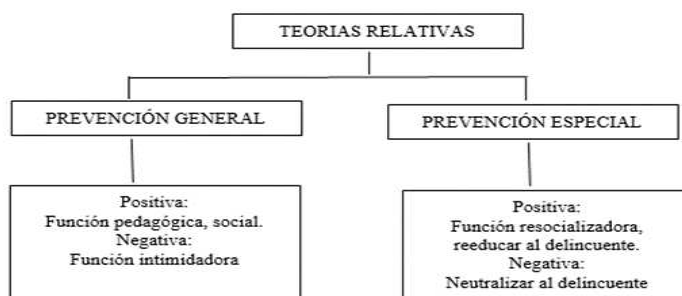 TEORIAS RELATIVAS
PREVENCIÓN GENERAL
PREVENCIÓN ESPECIAL
Positiva:
Función pedagógica, social.
Negativa:
Función intimidadora
Positiva:
Función resocializadora,
reeducar al delincuente.
Negativa:
Neutralizar al delincuente